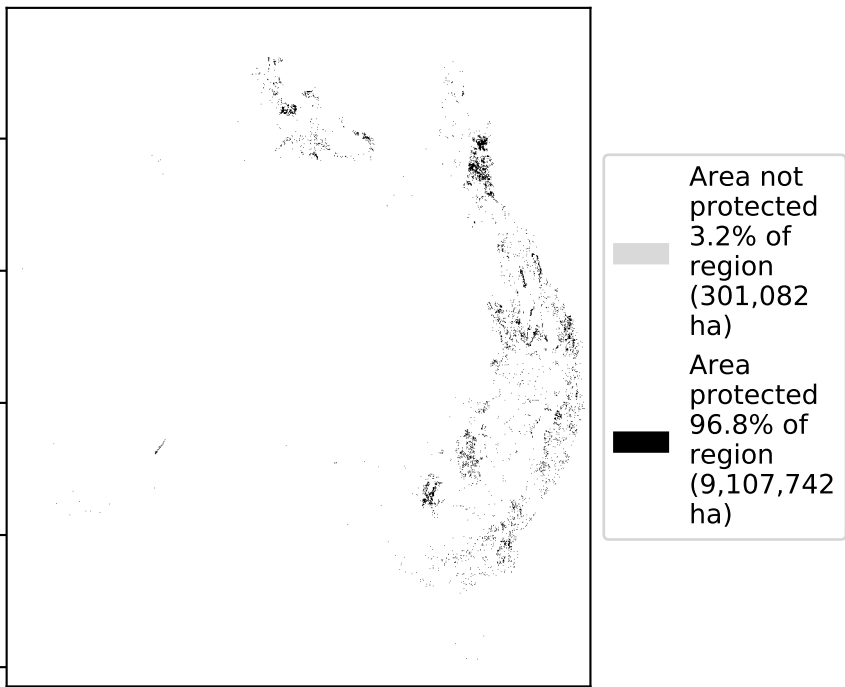 Area not
protected
3.2% of
region
(301,082
ha)
Area
protected
96.8% of
region
(9,107,742
ha)